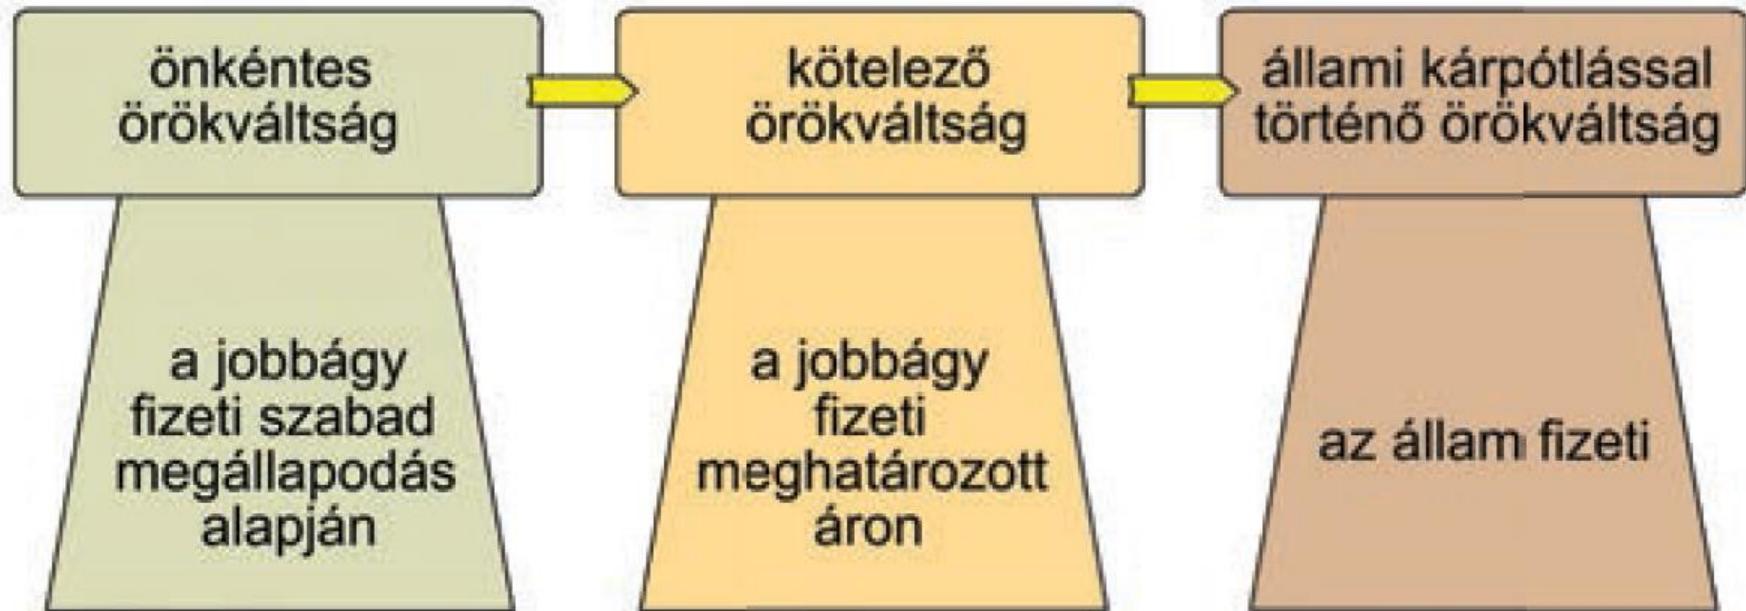 önkéntes
örökváltság
kötelező
örökváltság
állami kárpótlással
történő örökváltság
a jobbágy
fizeti szabad
megállapodás
alapján
a jobbágy
fizeti
meghatározott
áron
az állam fizeti